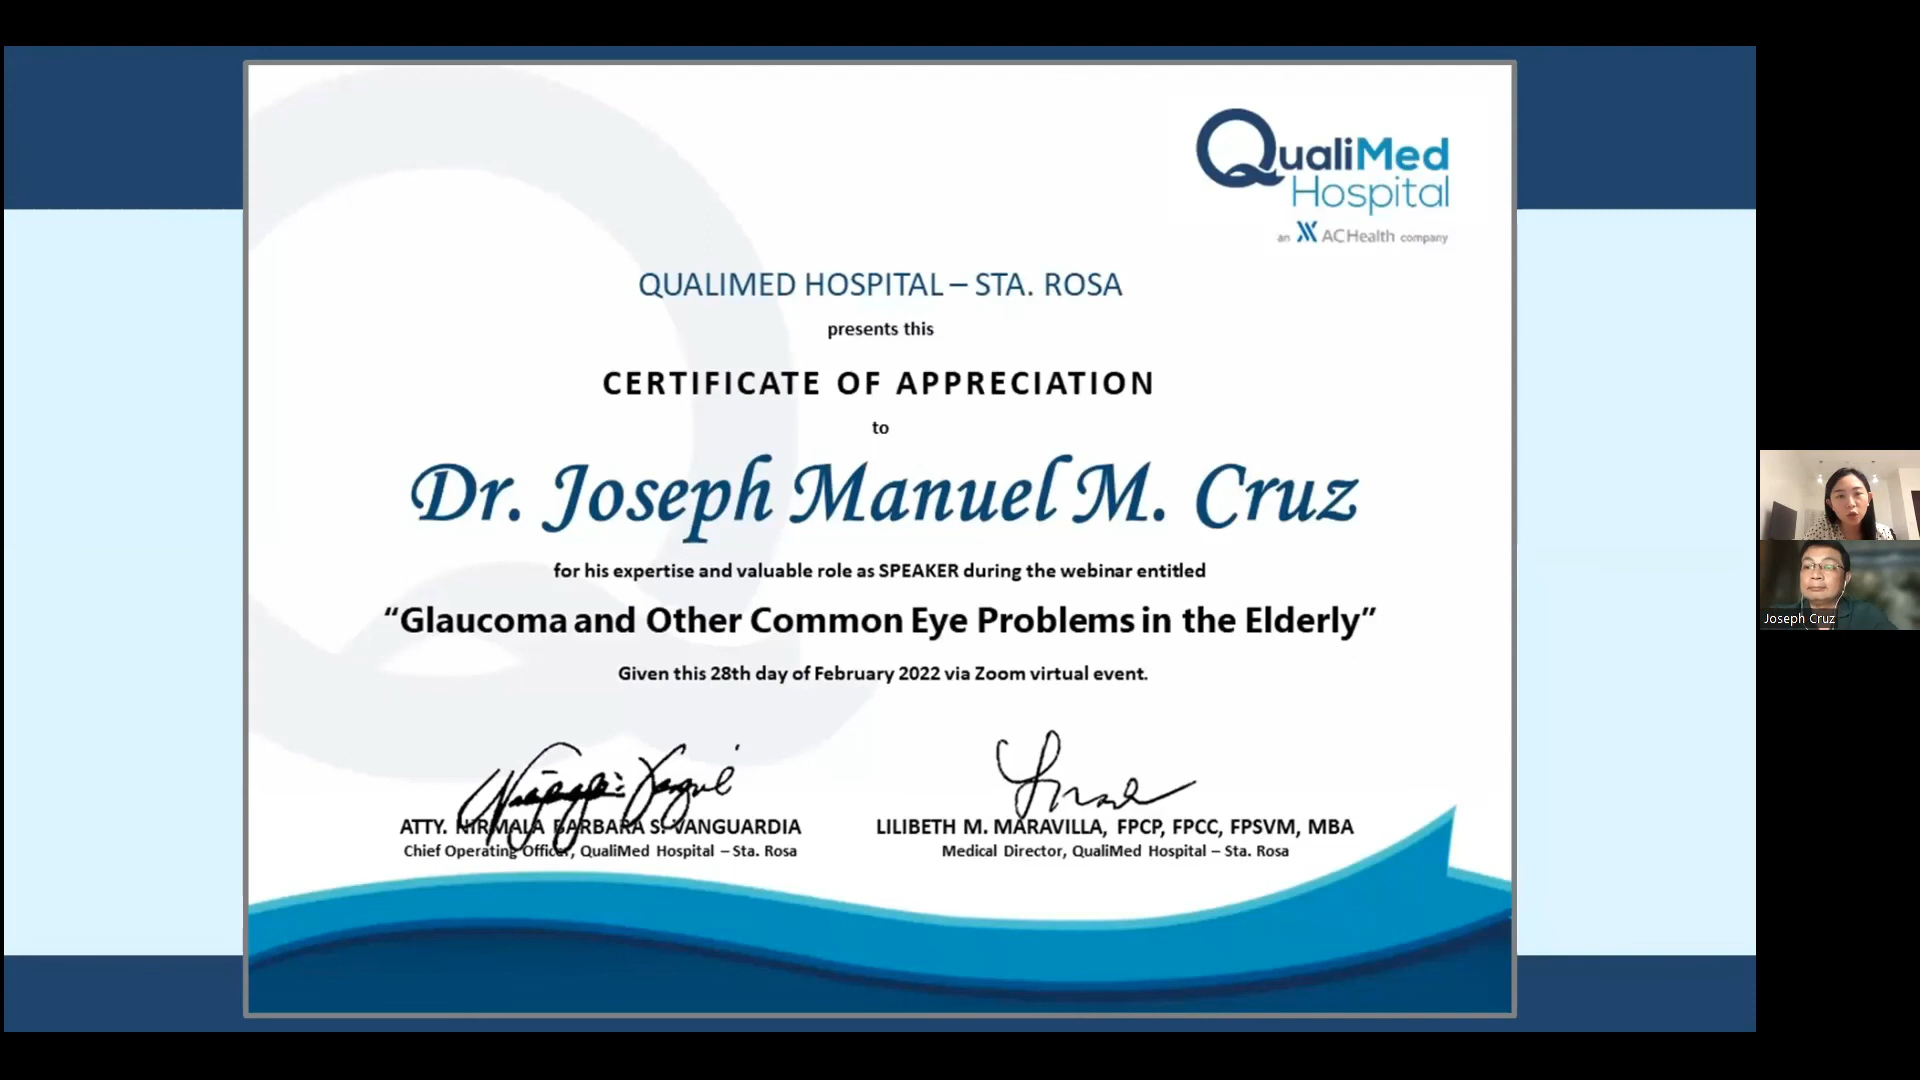 QualiMed
Hospital
an ACHealth company
QUALIMED HOSPITAL – STA. ROSA
presents this
CERTIFICATE OF APPRECIATION
to
Dr. Joseph Manuel M. Cruz
for his expertise and valuable role as SPEAKER during the webinar entitled
“Glaucoma and Other Common Eye Problems in the Elderly”
Given this 28th day of February 2022 via Zoom virtual event.
ATTY. NIRMALA BARBARA S. VANGUARDIA
Chief Operating Officer, QualiMed Hospital – Sta. Rosa
LILIBETH M. MARAVILLA, FPCP, FPCC, FPSVM, MBA
Medical Director, QualiMed Hospital – Sta. Rosa
Joseph Cruz